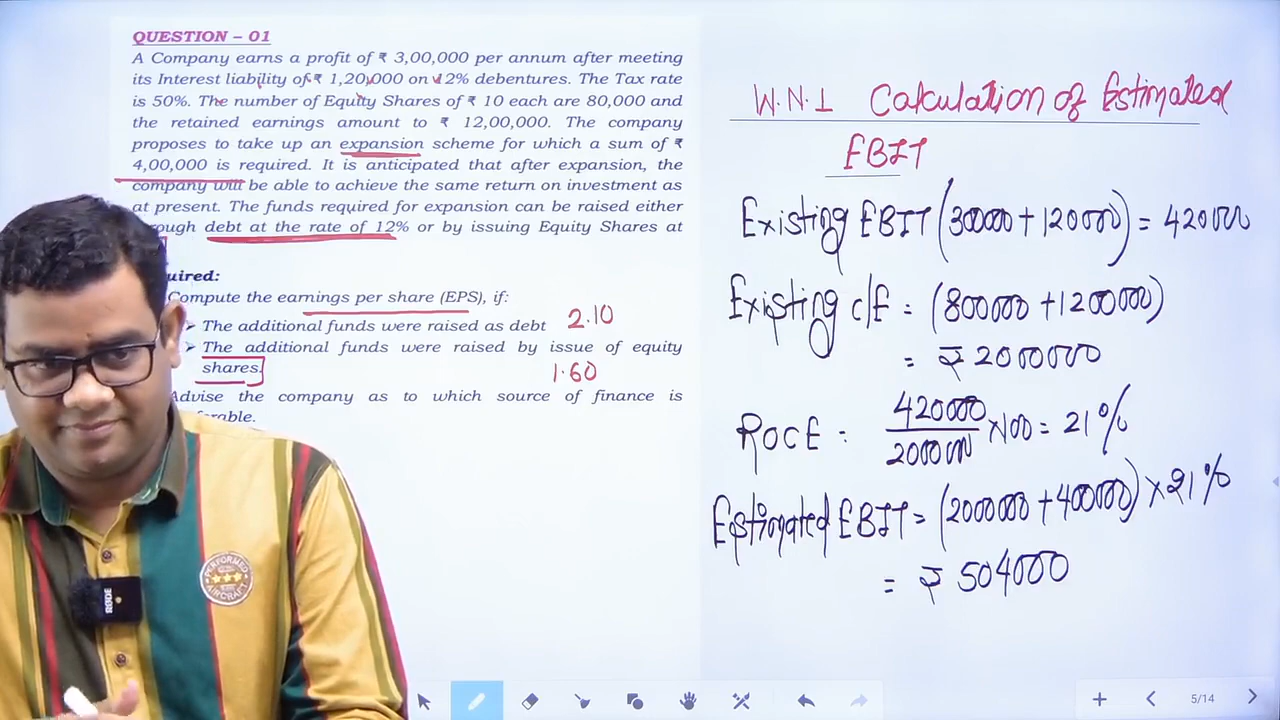 QUESTION – 01
A Company earns a profit of ₹ 3,00,000 per annum after meeting
its Interest liability of ₹ 1,20,000 on 12% debentures. The Tax rate
is 50%. The number of Equity Shares of ₹ 10 each are 80,000 and
the retained earnings amount to ₹ 12,00,000. The company
proposes to take up an expansion scheme for which a sum of ₹
4,00,000 is required. It is anticipated that after expansion, the
company will be able to achieve the same return on investment as
at present. The funds required for expansion can be raised either
rough debt at the rate of 12% or by issuing Equity Shares at
uired:
Compute the earnings per share (EPS), if:
➢ The additional funds were raised as debt 2.10
➢ The additional funds were raised by issue of equity
shares. 1.60
Advise the company as to which source of finance is
rable.
W.N.1 Calculation of Estimated
EBIT
Existing EBIT (300000 + 120000) = 420000
Existing C/E = (800000 + 1200000)
= ₹ 2000000
ROCE = 420000/2000000 × 100 = 21%
Estimated EBIT = (2000000 + 400000) × 21%
= ₹ 504000
PERFORMED
AIRCRAFT
RODE
5/14